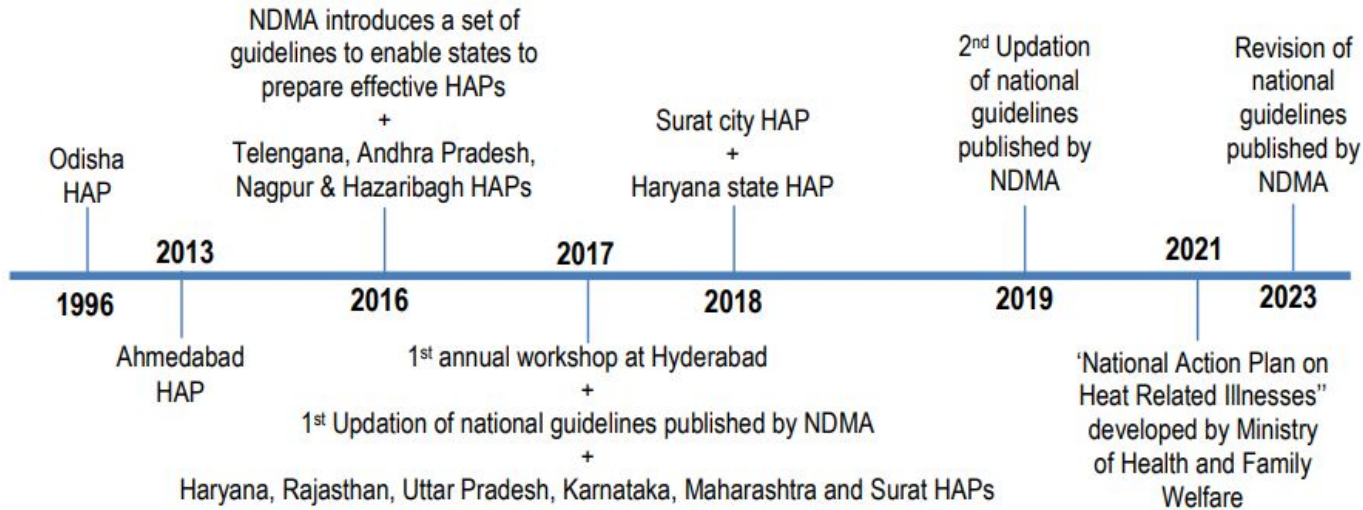 NDMA introduces a set of
guidelines to enable states to
prepare effective HAPs
+
Telengana, Andhra Pradesh,
Nagpur & Hazaribagh HAPs
Odisha
HAP
Surat city HAP
+
Haryana state HAP
2nd Updation
of national
guidelines
published by
NDMA
Revision of
national
guidelines
published by
NDMA
2013
2017
2021
1996
2016
2018
2019
2023
Ahmedabad
HAP
1st annual workshop at Hyderabad
+
1st Updation of national guidelines published by NDMA
+
Haryana, Rajasthan, Uttar Pradesh, Karnataka, Maharashtra and Surat HAPs
‘National Action Plan on
Heat Related Illnesses’’
developed by Ministry
of Health and Family
Welfare